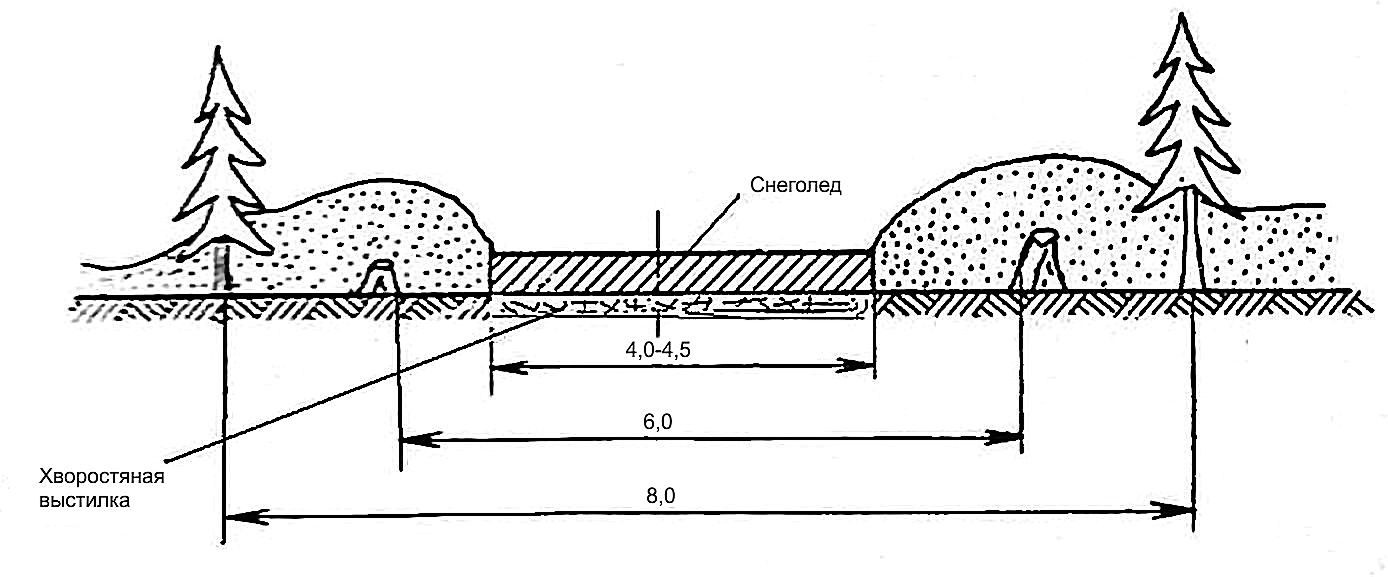 Снеголед
4,0-4,5
6,0
Хворостяная
выстилка
8,0